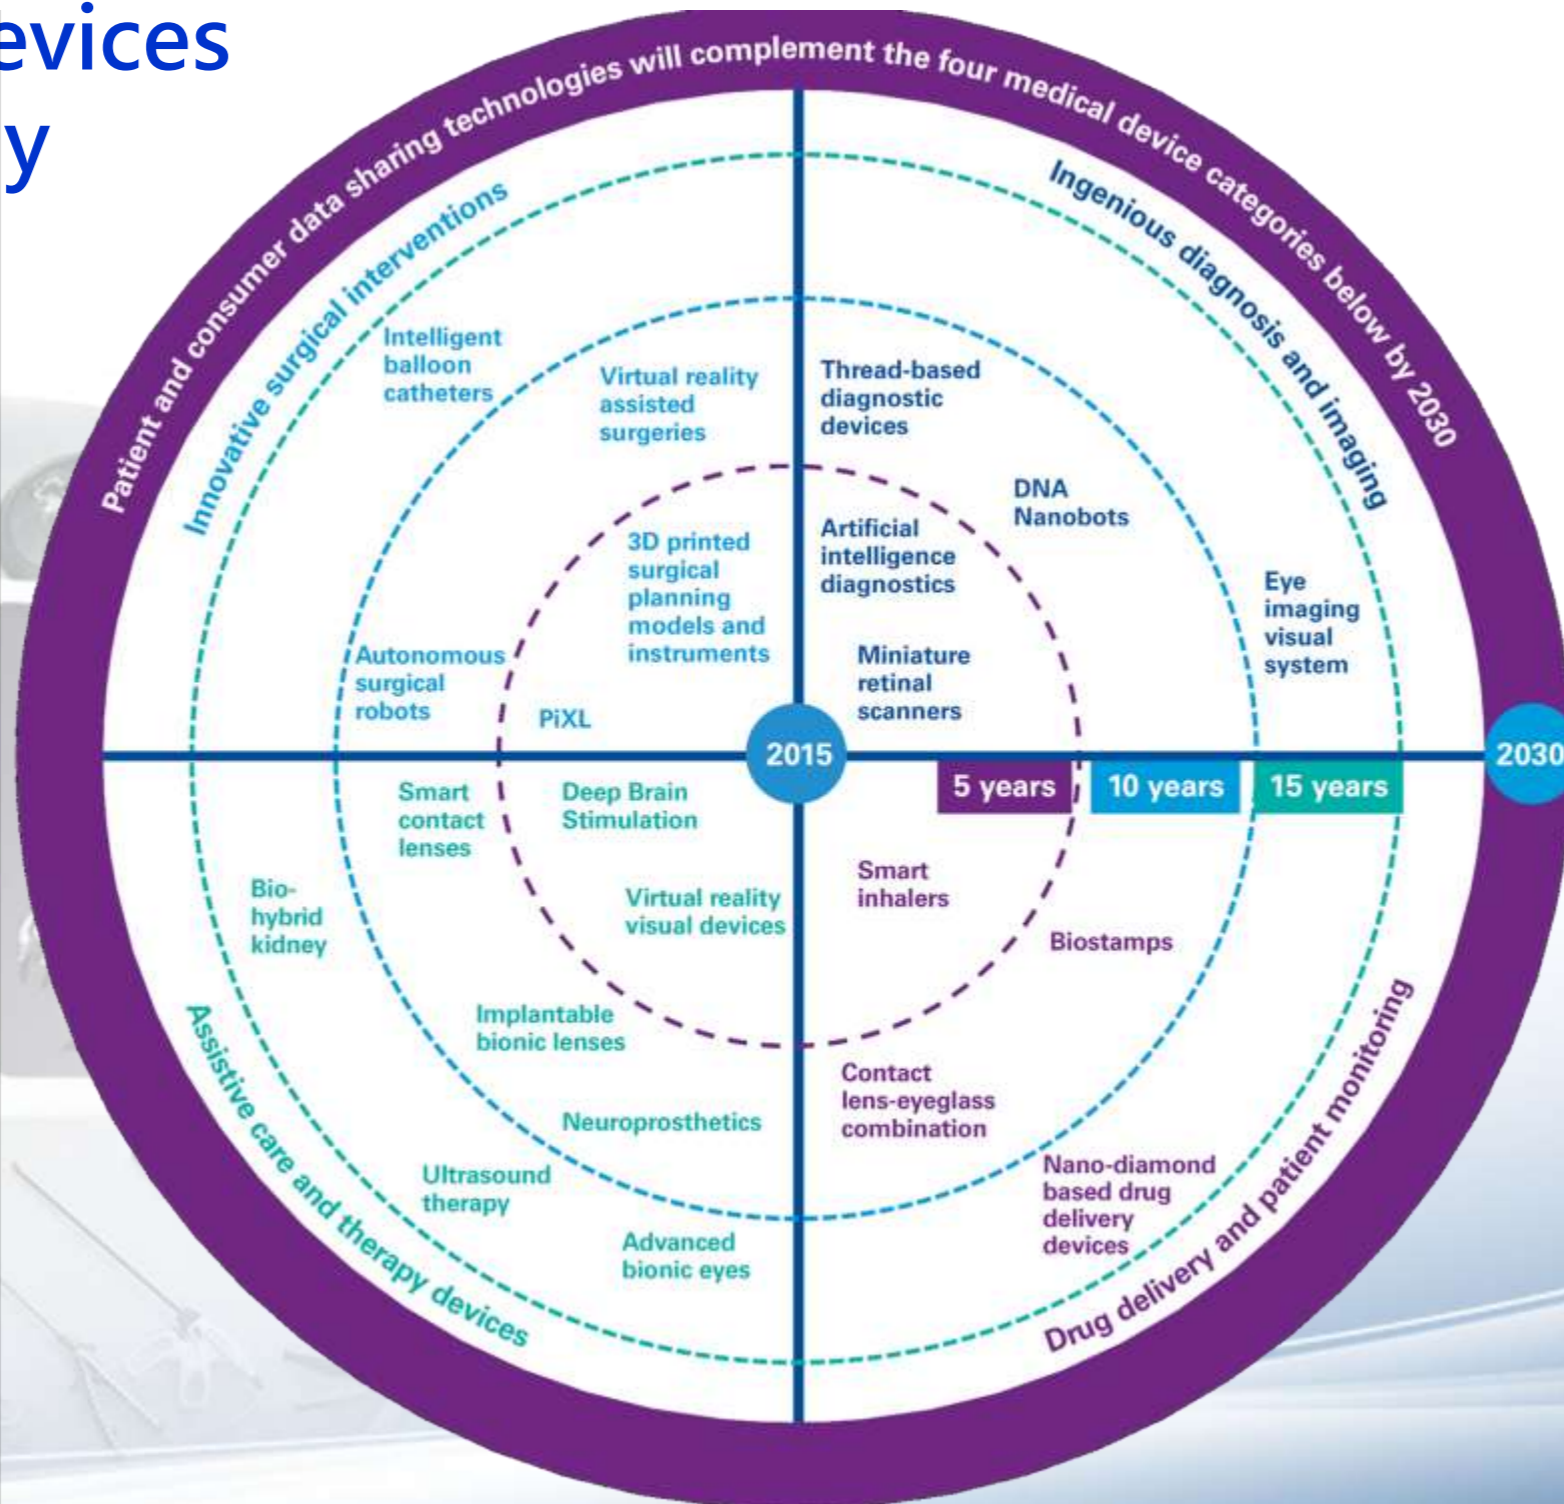 evices
y
Patient and consumer data sharing technologies will complement the four medical device categories below by 2030
Innovative surgical interventions
Ingenious diagnosis and imaging
Intelligent
balloon
catheters
Virtual reality
assisted
surgeries
3D printed
surgical
planning
models and
instruments
Autonomous
surgical
robots
PiXL
Thread-based
diagnostic
devices
DNA
Nanobots
Artificial
intelligence
diagnostics
Eye
imaging
visual
system
Miniature
retinal
scanners
2015
2030
5 years
10 years
15 years
Smart
contact
lenses
Deep Brain
Stimulation
Bio-
hybrid
kidney
Virtual reality
visual devices
Implantable
bionic lenses
Neuroprosthetics
Ultrasound
therapy
Advanced
bionic eyes
Assistive care and therapy devices
Smart
inhalers
Biostamps
Contact
lens-eyeglass
combination
Nano-diamond
based drug
delivery
devices
Drug delivery and patient monitoring